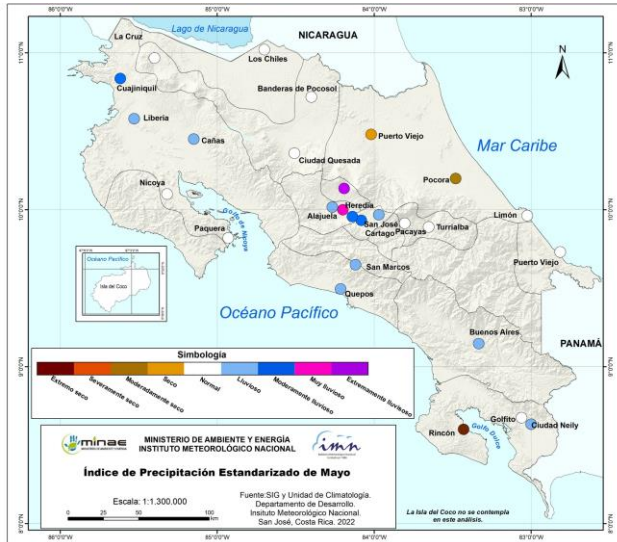 Lago de Nicaragua
NICARAGUA
La Cruz
Los Chiles
Cuajiniquil
Banderas de Pocosol
N
Liberia
Cañas
Puerto Viejo
Mar Caribe
Ciudad Quesada
Pocora
Nicoya
Heredia
Alajuela
Limón
Golfo de Nicoya
San José
Cartago
Pacayas
Turrialba
Paquera
Puerto Viejo
Océano Pacífico
Isla del Coco
San Marcos
Quepos
Océano Pacífico
Buenos Aires
PANAMÁ
Simbología
Extremo seco
Severamente seco
Moderadamente seco
Seco
Normal
Lluvioso
Moderadamente lluvioso
Muy lluvioso
Extremamente lluvisoso
Golfito
Rincón
Golfo Dulce
Ciudad Neily
minae
MINISTERIO DE AMBIENTE Y ENERGÍA
INSTITUTO METEOROLÓGICO NACIONAL
imn
Índice de Precipitación Estandarizado de Mayo
Escala: 1:1.300.000
0 25 50 100
km
Fuente:SIG y Unidad de Climatología.
Departamento de Desarrollo.
Insituto Meteorológico Nacional.
San José, Costa Rica. 2022
La Isla del Coco no se contempla
en este análisis.
86°0'0"O
85°0'0"O
84°0'0"O
83°0'0"O
11°0'0"N
10°0'0"N
9°0'0"N
8°0'0"N